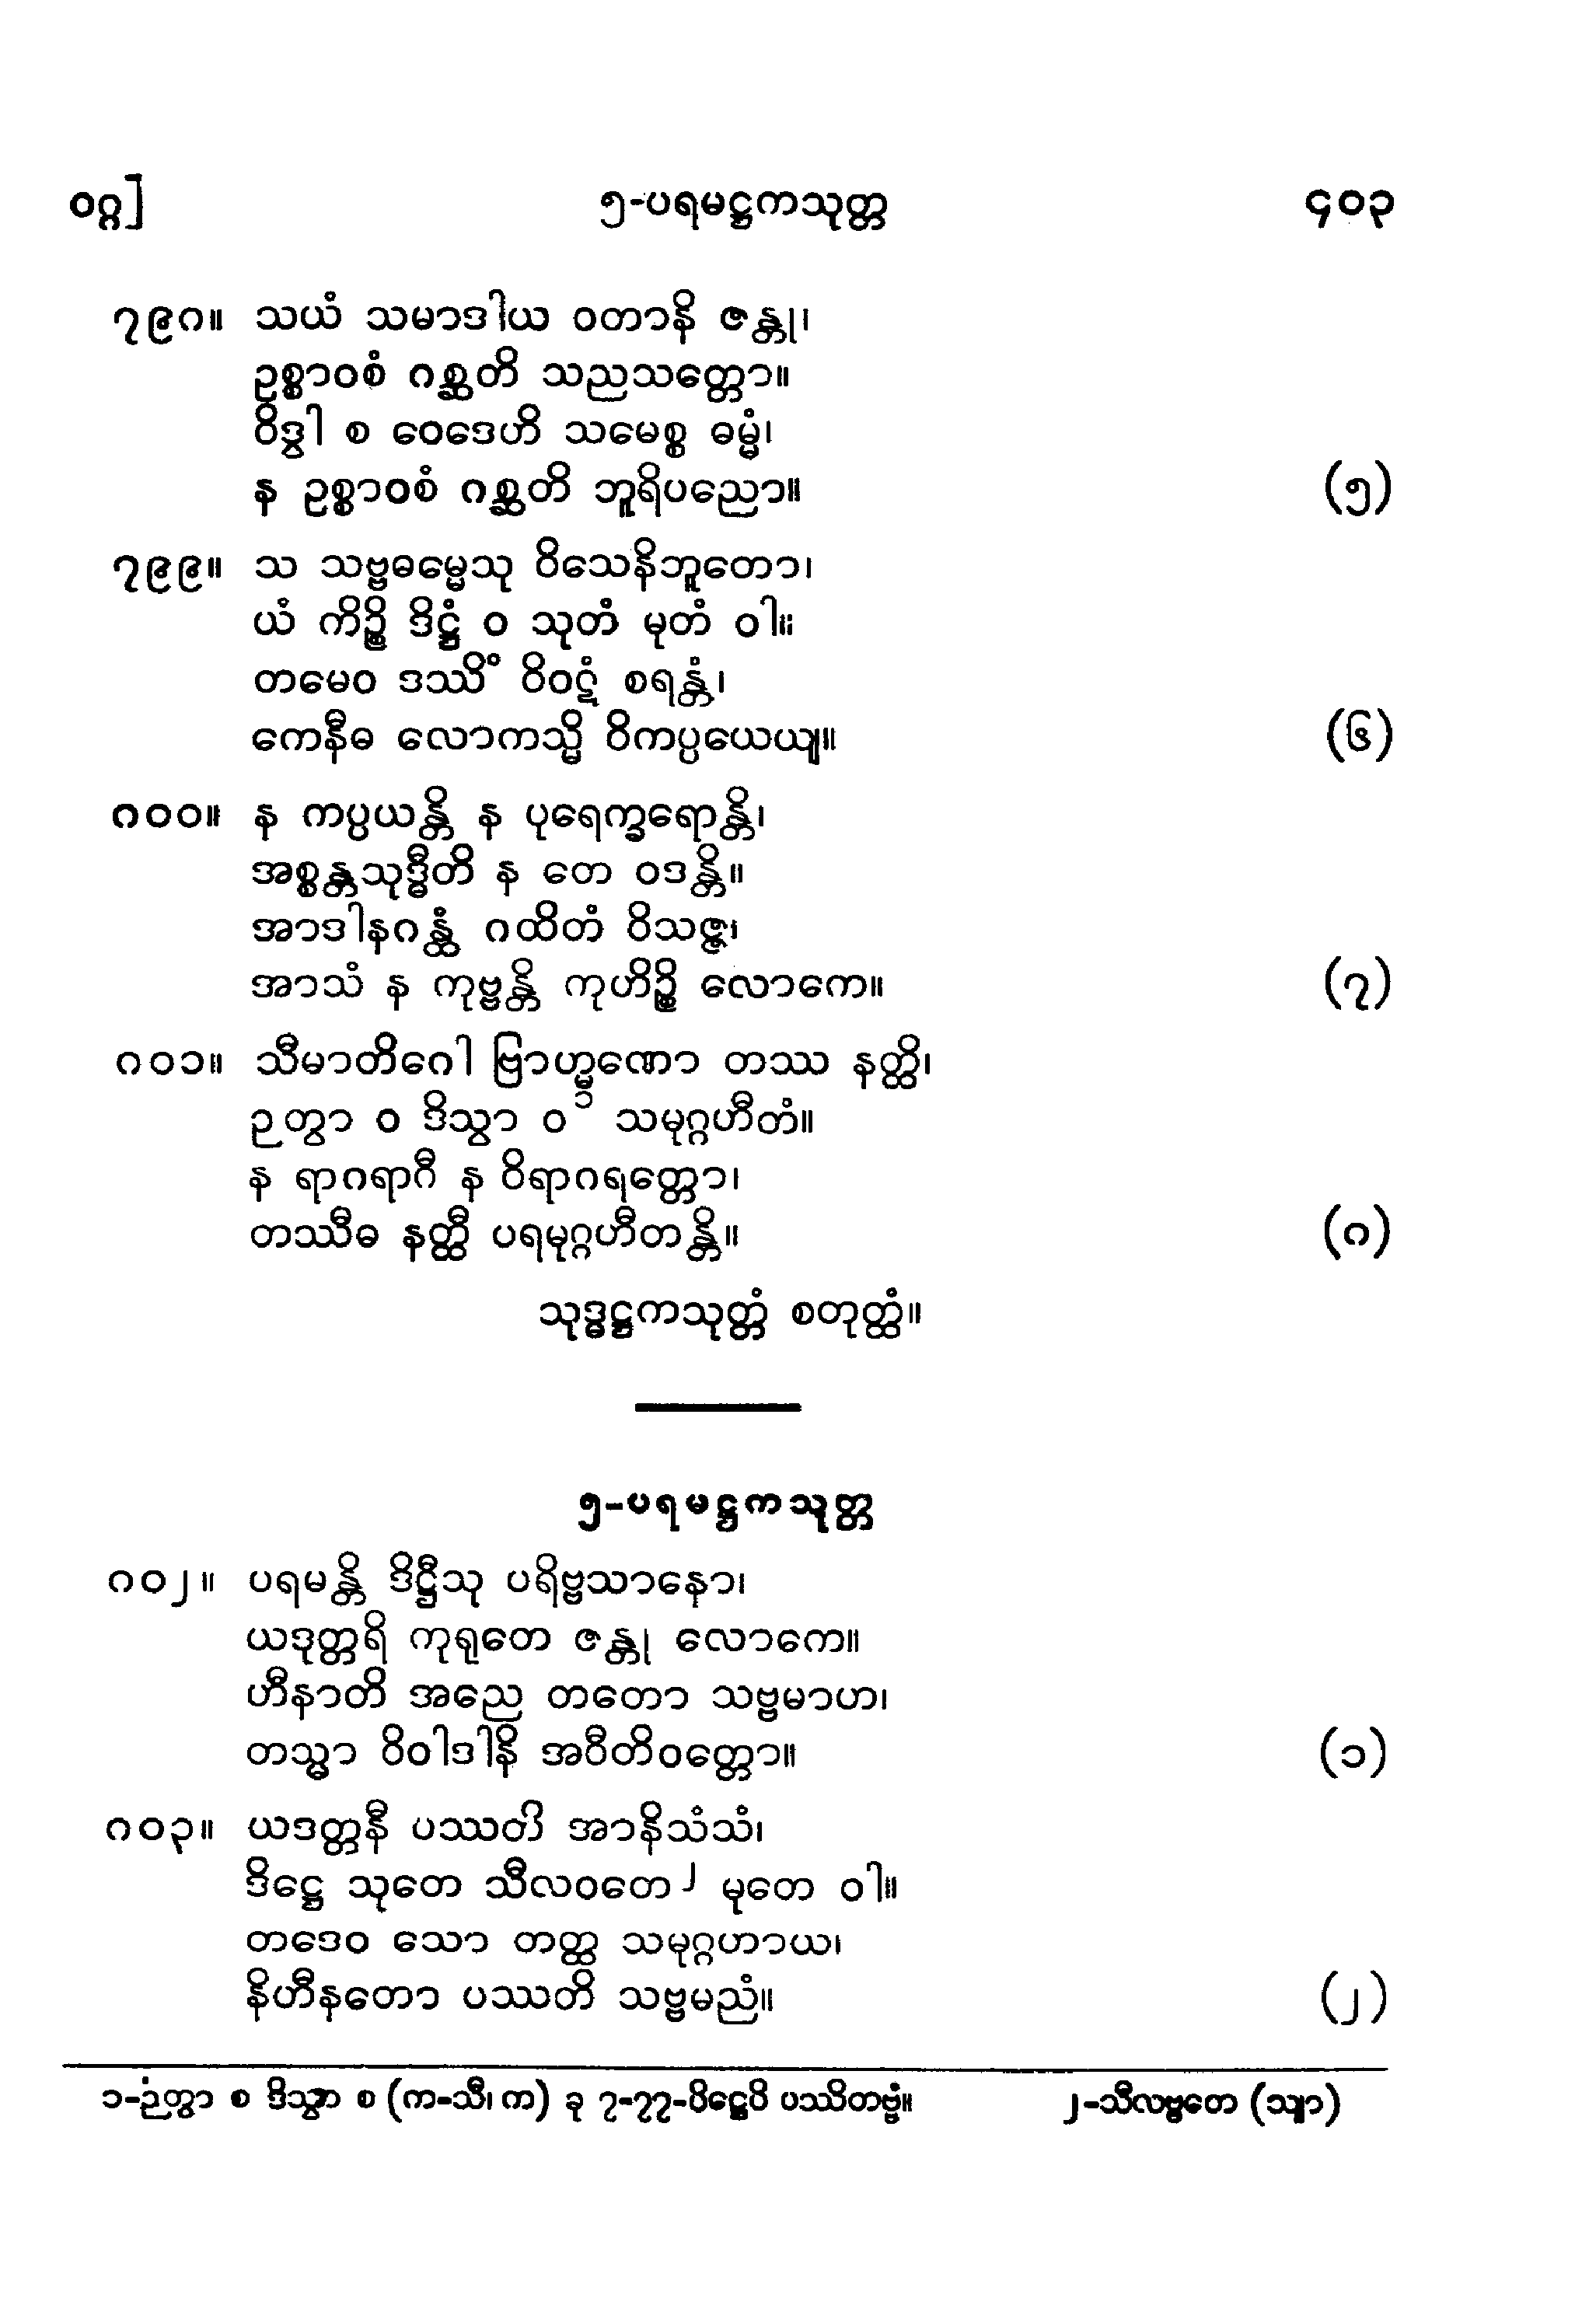 ဝဂ္ဂ] ၅-ပရမဋ္ဌကသုတ္တ ၄၀၃
၇၉၈။ သယံ သမာဒါယ ဝတာနိ ဇန္တု၊
ဥစ္စာဝစံ ဂစ္ဆတိ သညသတ္တော။
ဝိဒွါ စ ဝေဒေဟိ သမေစ္စ ဓမ္မံ၊
န ဥစ္စာဝစံ ဂစ္ဆတိ ဘူရိပညော။ (၅)
၇၉၉။ သ သဗ္ဗဓမ္မေသု ဝိသေနိဘူတော၊
ယံ ကိဉ္စိ ဒိဋ္ဌံ ဝ သုတံ မုတံ ဝါ။
တမေဝ ဒဿိံ ဝိဝဋံ စရန္တံ၊
ကေနီဓ လောကသ္မိ ဝိကပ္ပယေယျ။ (၆)
၈၀၀။ န ကပ္ပယန္တိ န ပုရေက္ခရောန္တိ၊
အစ္စန္တသုဒ္ဓီတိ န တေ ဝဒန္တိ။
အာဒါနဂန္ထံ ဂထိတံ ဝိသဇ္ဇ၊
အာသံ န ကုဗ္ဗန္တိ ကုဟိဉ္စိ လောကေ။ (၇)
၈၀၁။ သီမာတိဂေါ ဗြာဟ္မဏော တဿ နတ္ထိ၊
ဉတွာ ဝ ဒိသွာ ဝ ၁ သမုဂ္ဂဟီတံ။
န ရာဂရာဂီ န ဝိရာဂရတ္တော၊
တဿီဓ နတ္ထီ ပရမုဂ္ဂဟီတန္တိ။ (၈)
သုဒ္ဓဋ္ဌကသုတ္တံ စတုတ္ထံ။
၅-ပရမဋ္ဌကသုတ္တ
၈၀၂။ ပရမန္တိ ဒိဋ္ဌီသု ပရိဗ္ဗသာနော၊
ယဒုတ္တရိ ကုရုတေ ဇန္တု လောကေ။
ဟီနာတိ အညေ တတော သဗ္ဗမာဟ၊
တသ္မာ ဝိဝါဒါနိ အဝီတိဝတ္တော။ (၁)
၈၀၃။ ယဒတ္တနီ ပဿတိ အာနိသံသံ၊
ဒိဋ္ဌေ သုတေ သီလဝတေ ၂ မုတေ ဝါ။
တဒေဝ သော တတ္ထ သမုဂ္ဂဟာယ၊
နိဟီနတော ပဿတိ သဗ္ဗမညံ။ (၂)
၁-ဉတွာ စ ဒိသွာ စ (က-သီ၊ က) ခု ၇-၇၇-ပိဋ္ဌေပိ ပဿိတဗ္ဗံ။ ၂-သီလဗ္ဗတေ (သျာ)